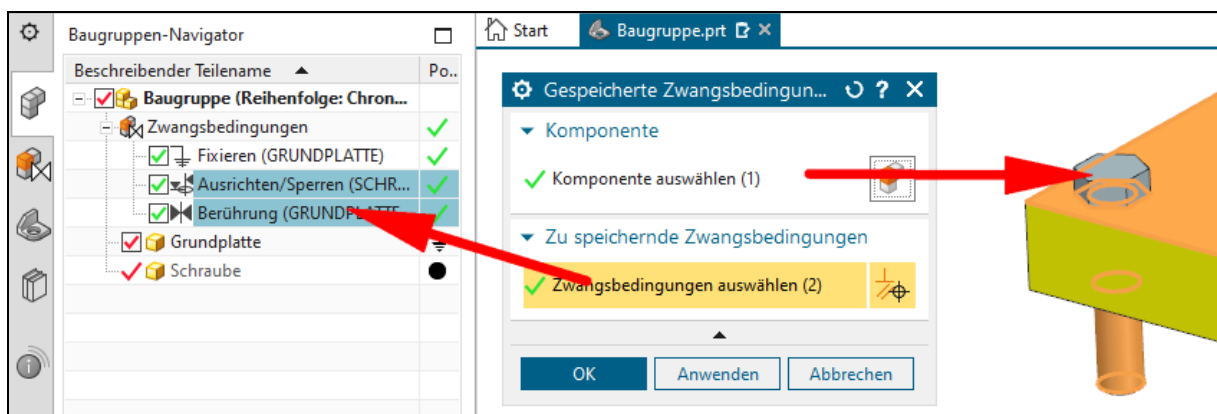 Baugruppen-Navigator
Beschreibender Teilename Po..
Baugruppe (Reihenfolge: Chron...
Zwangsbedingungen
Fixieren (GRUNDPLATTE)
Ausrichten/Sperren (SCHR...
Berührung (GRUNDPLATTE
Grundplatte
Schraube
Start
Baugruppe.prt
Gespeicherte Zwangsbedingun... ?
Komponente
Komponente auswählen (1)
Zu speichernde Zwangsbedingungen
Zwangsbedingungen auswählen (2)
OK Anwenden Abbrechen